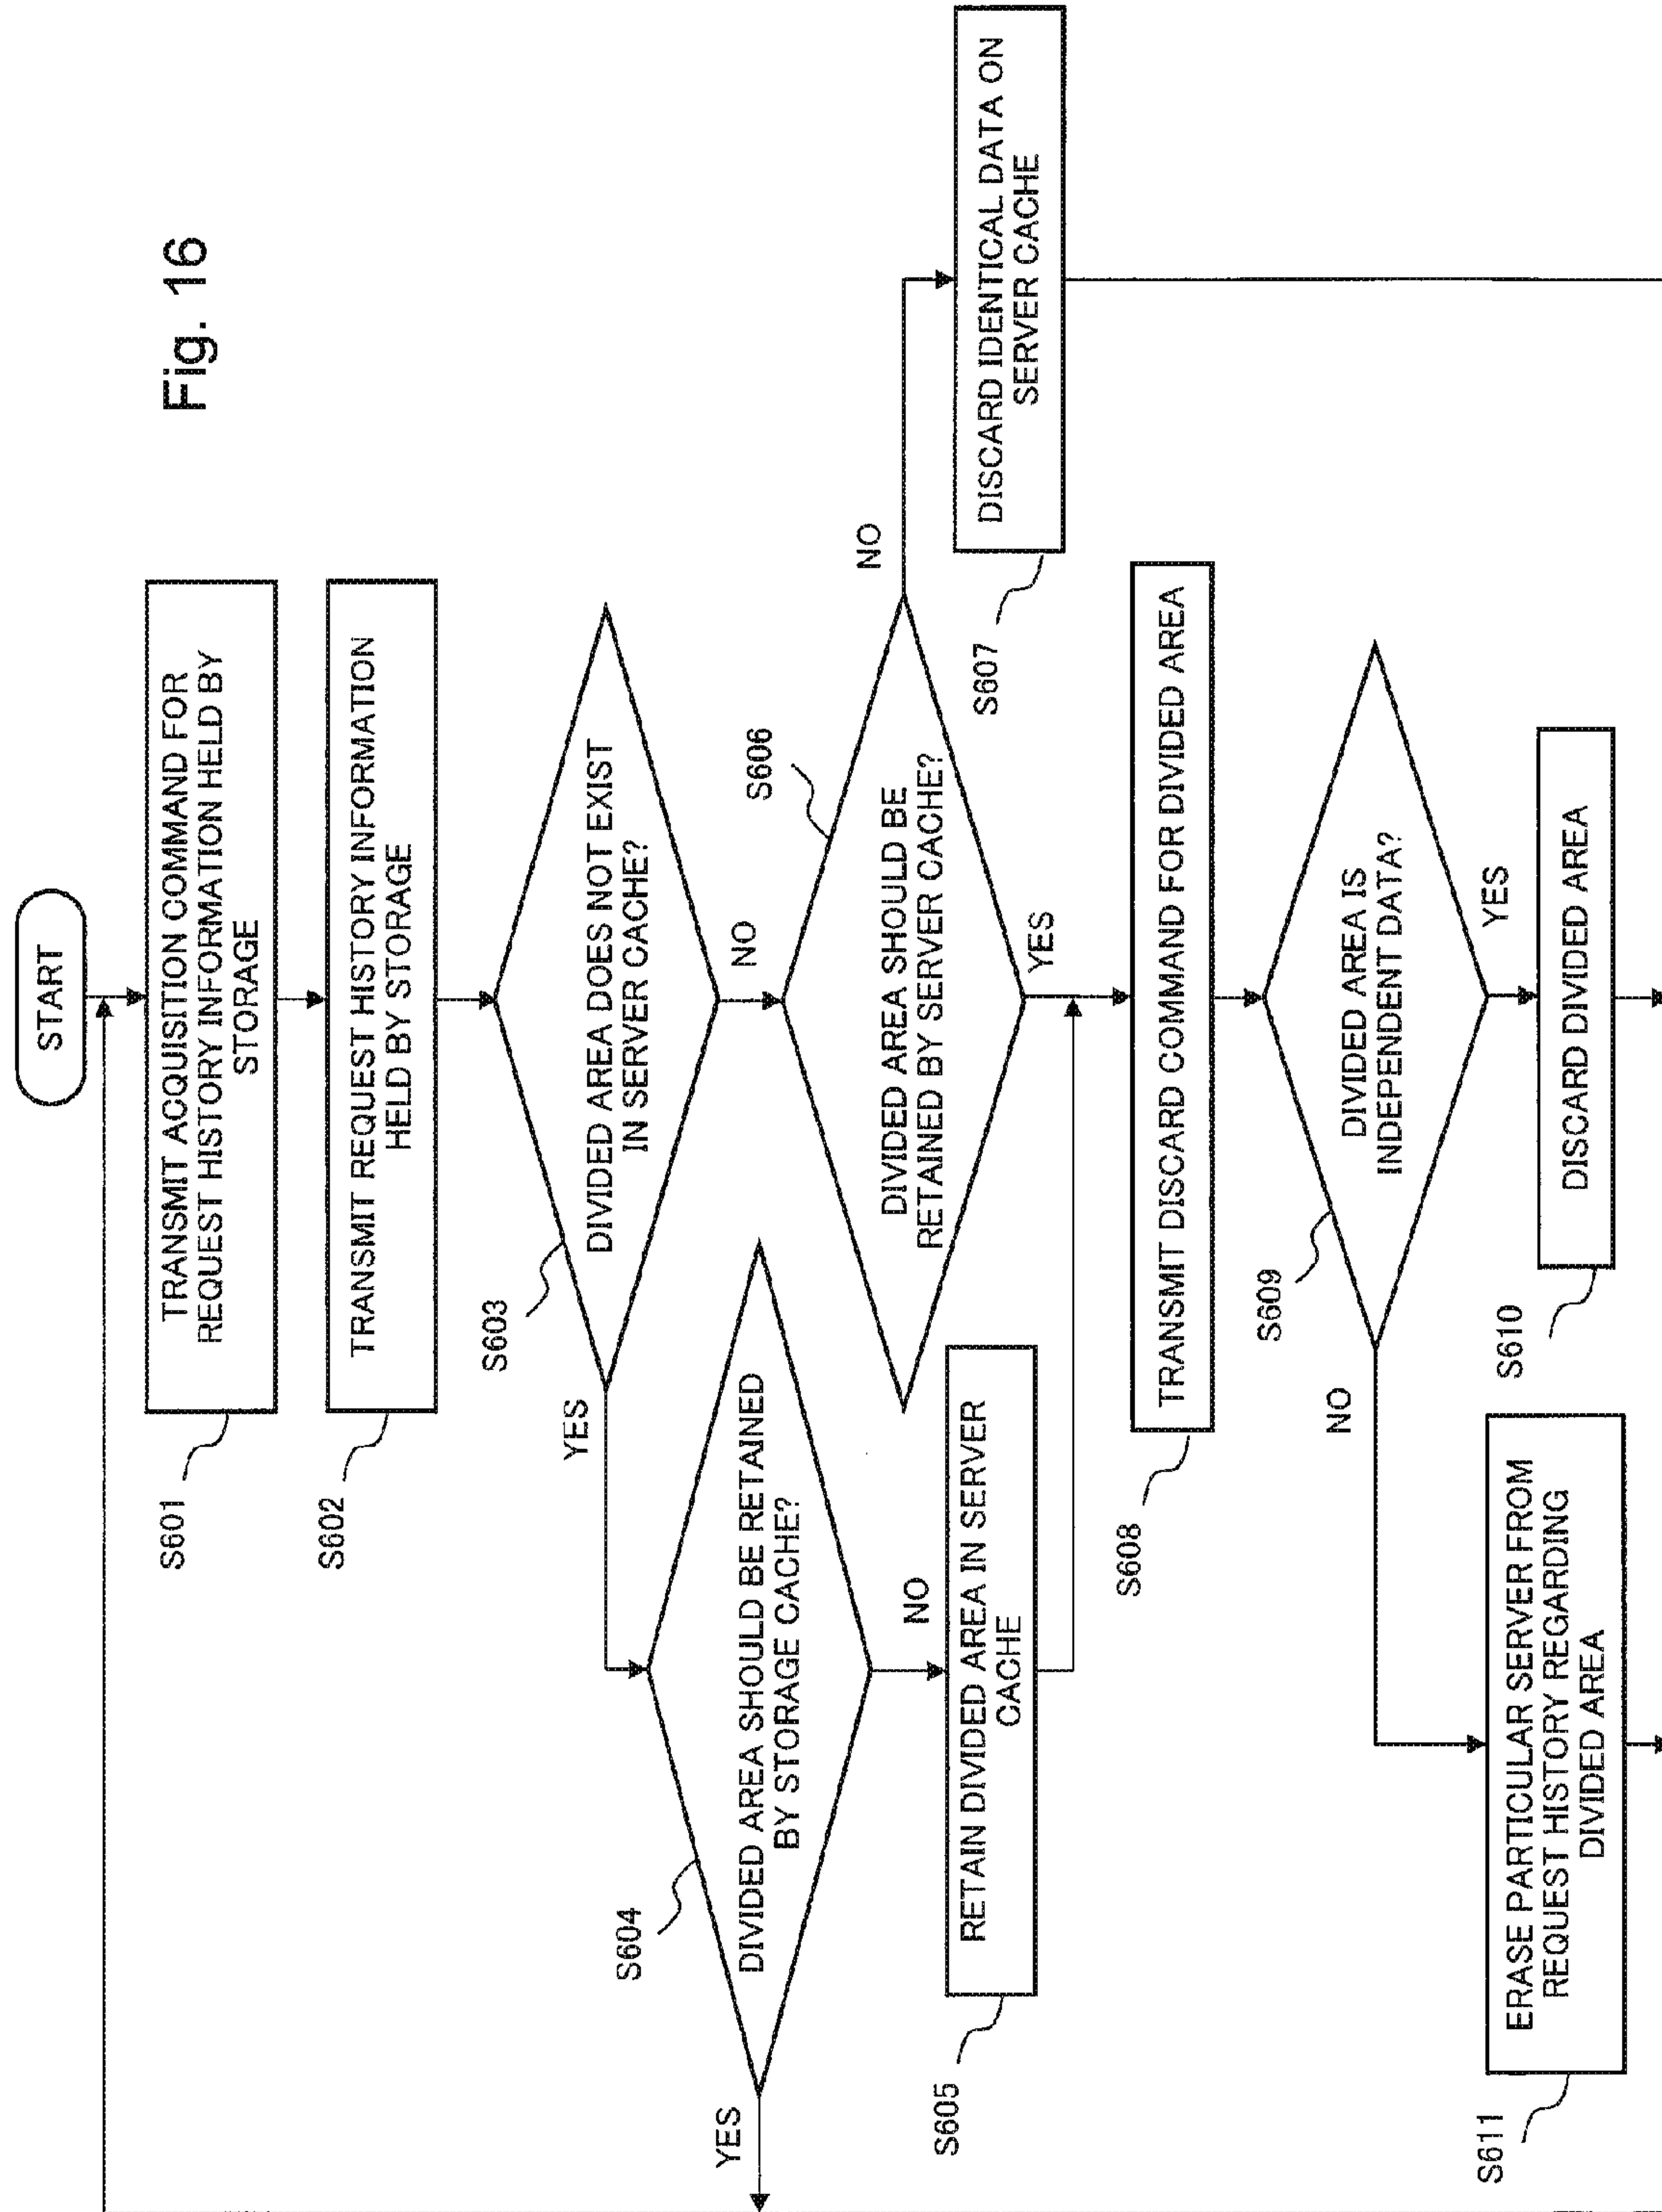 Fig. 16
START
S601
TRANSMIT ACQUISITION COMMAND FOR
REQUEST HISTORY INFORMATION HELD BY
STORAGE
S602
TRANSMIT REQUEST HISTORY INFORMATION
HELD BY STORAGE
S603
DIVIDED AREA DOES NOT EXIST
IN SERVER CACHE?
YES
NO
S604
DIVIDED AREA SHOULD BE RETAINED
BY STORAGE CACHE?
YES
NO
S605
RETAIN DIVIDED AREA IN SERVER
CACHE
S606
DIVIDED AREA SHOULD BE
RETAINED BY SERVER CACHE?
NO
YES
S607
DISCARD IDENTICAL DATA ON
SERVER CACHE
S608
TRANSMIT DISCARD COMMAND FOR DIVIDED AREA
S609
DIVIDED AREA IS
INDEPENDENT DATA?
NO
YES
S610
DISCARD DIVIDED AREA
S611
ERASE PARTICULAR SERVER FROM
REQUEST HISTORY REGARDING
DIVIDED AREA